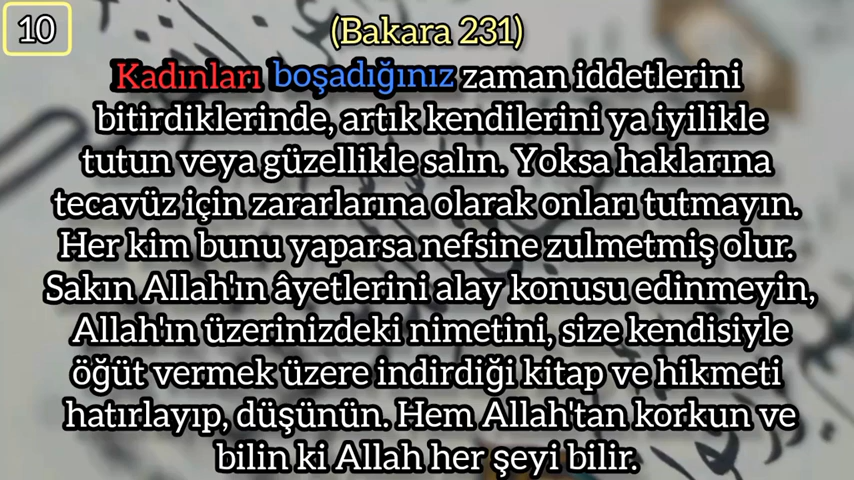 10
(Bakara 231)
Kadınları boşadığınız zaman iddetlerini
bitirdiklerinde, artık kendilerini ya iyilikle
tutun veya güzellikle salın. Yoksa haklarına
tecavüz için zararlarına olarak onları tutmayın.
Her kim bunu yaparsa nefsine zulmetmiş olur.
Sakın Allah'ın âyetlerini alay konusu edinmeyin,
Allah'ın üzerinizdeki nimetini, size kendisiyle
öğüt vermek üzere indirdiği kitap ve hikmeti
hatırlayıp, düşünün. Hem Allah'tan korkun ve
bilin ki Allah her şeyi bilir.